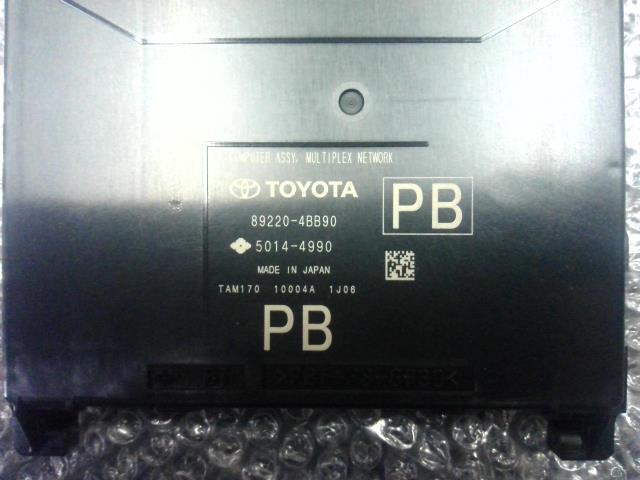 COMPUTER ASSY, MULTIPLEX NETWORK
TOYOTA
PB
89220-4BB90
5014-4990
MADE IN JAPAN
TAM170 10004A 1J06
PB